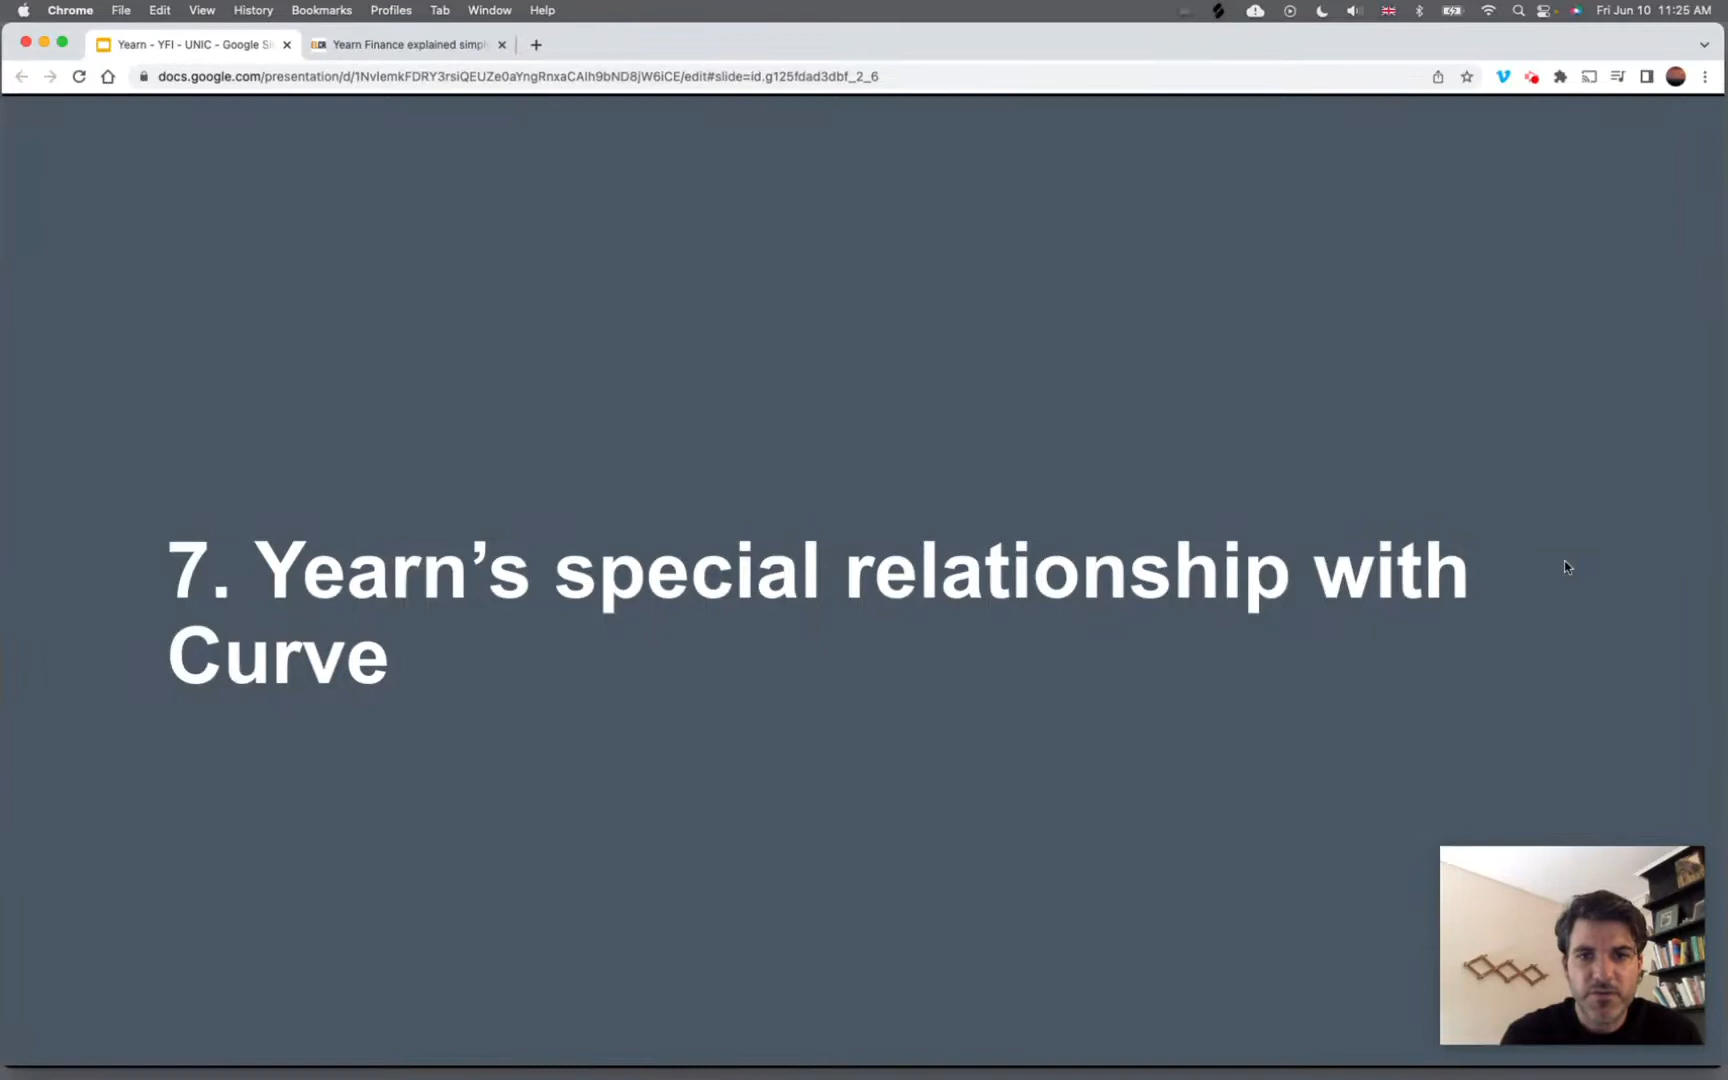 Chrome File Edit View History Bookmarks Profiles Tab Window Help Fri Jun 10 11:25 AM
Yearn - YFI - UNIC - Google Sl Yearn Finance explained simpl
docs.google.com/presentation/d/1NvIemkFDRY3rsiQEUZe0aYngRnxaCAIh9bND8jW6iCE/edit#slide=id.g125fdad3dbf_2_6
7. Yearn’s special relationship with
Curve